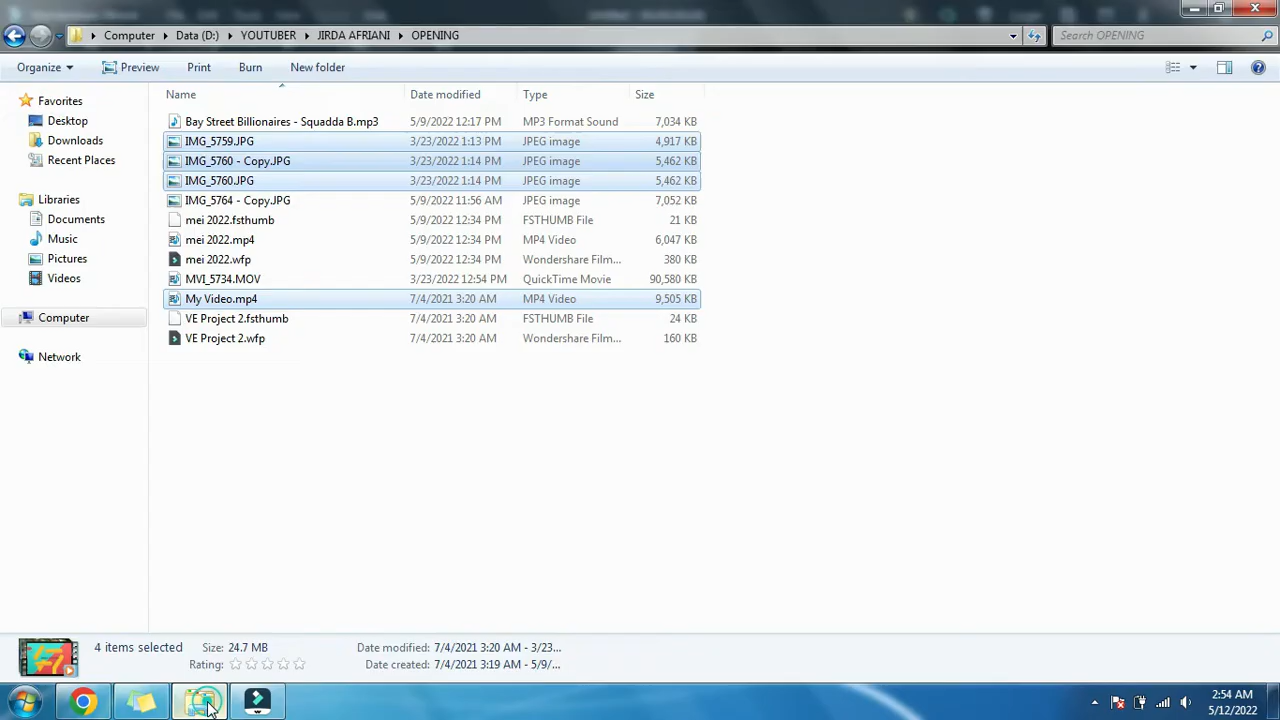 Computer Data (D:) YOUTUBER JIRDA AFRIANI OPENING Search OPENING
Organize Preview Print Burn New folder
Name Date modified Type Size
Favorites
Desktop
Downloads
Recent Places
Libraries
Documents
Music
Pictures
Videos
Computer
Network
Bay Street Billionaires - Squadda B.mp3 5/9/2022 12:17 PM MP3 Format Sound 7,034 KB
IMG_5759.JPG 3/23/2022 1:13 PM JPEG image 4,917 KB
IMG_5760 - Copy.JPG 3/23/2022 1:14 PM JPEG image 5,462 KB
IMG_5760.JPG 3/23/2022 1:14 PM JPEG image 5,462 KB
IMG_5764 - Copy.JPG 5/9/2022 11:56 AM JPEG image 7,052 KB
mei 2022.fsthumb 5/9/2022 12:34 PM FSTHUMB File 21 KB
mei 2022.mp4 5/9/2022 12:34 PM MP4 Video 6,047 KB
mei 2022.wfp 5/9/2022 12:34 PM Wondershare Film... 380 KB
MVI_5734.MOV 3/23/2022 12:54 PM QuickTime Movie 90,580 KB
My Video.mp4 7/4/2021 3:20 AM MP4 Video 9,505 KB
VE Project 2.fsthumb 7/4/2021 3:20 AM FSTHUMB File 24 KB
VE Project 2.wfp 7/4/2021 3:20 AM Wondershare Film... 160 KB
4 items selected Size: 24.7 MB Date modified: 7/4/2021 3:20 AM - 3/23...
Rating: Date created: 7/4/2021 3:19 AM - 5/9/...
2:54 AM
5/12/2022